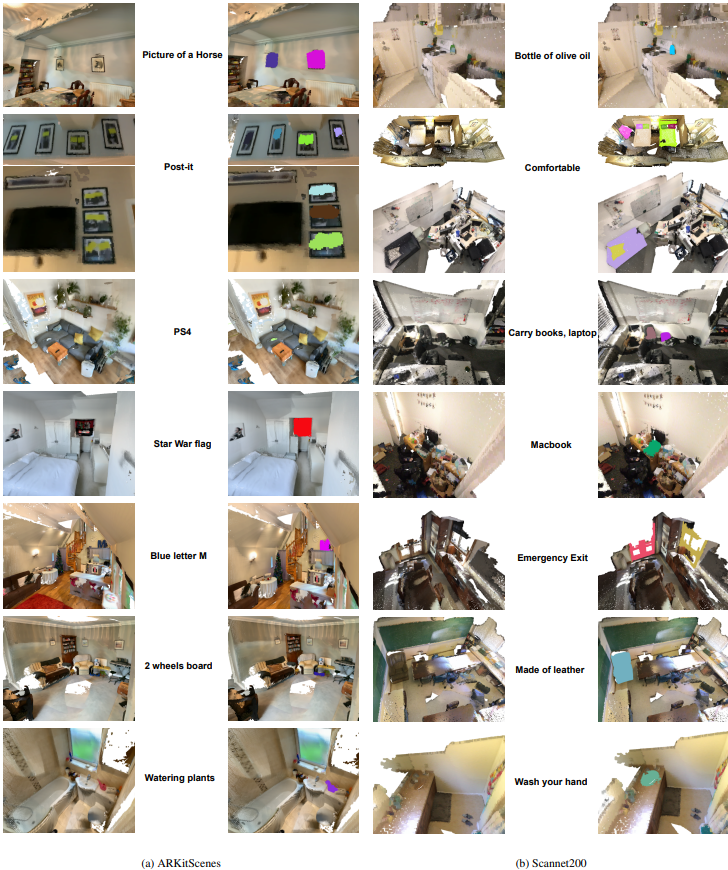 Picture of a Horse
Post-it
PS4
Star War flag
Blue letter M
2 wheels board
Watering plants
(a) ARKitScenes
Bottle of olive oil
Comfortable
Carry books, laptop
Macbook
Emergency Exit
Made of leather
Wash your hand
(b) Scannet200